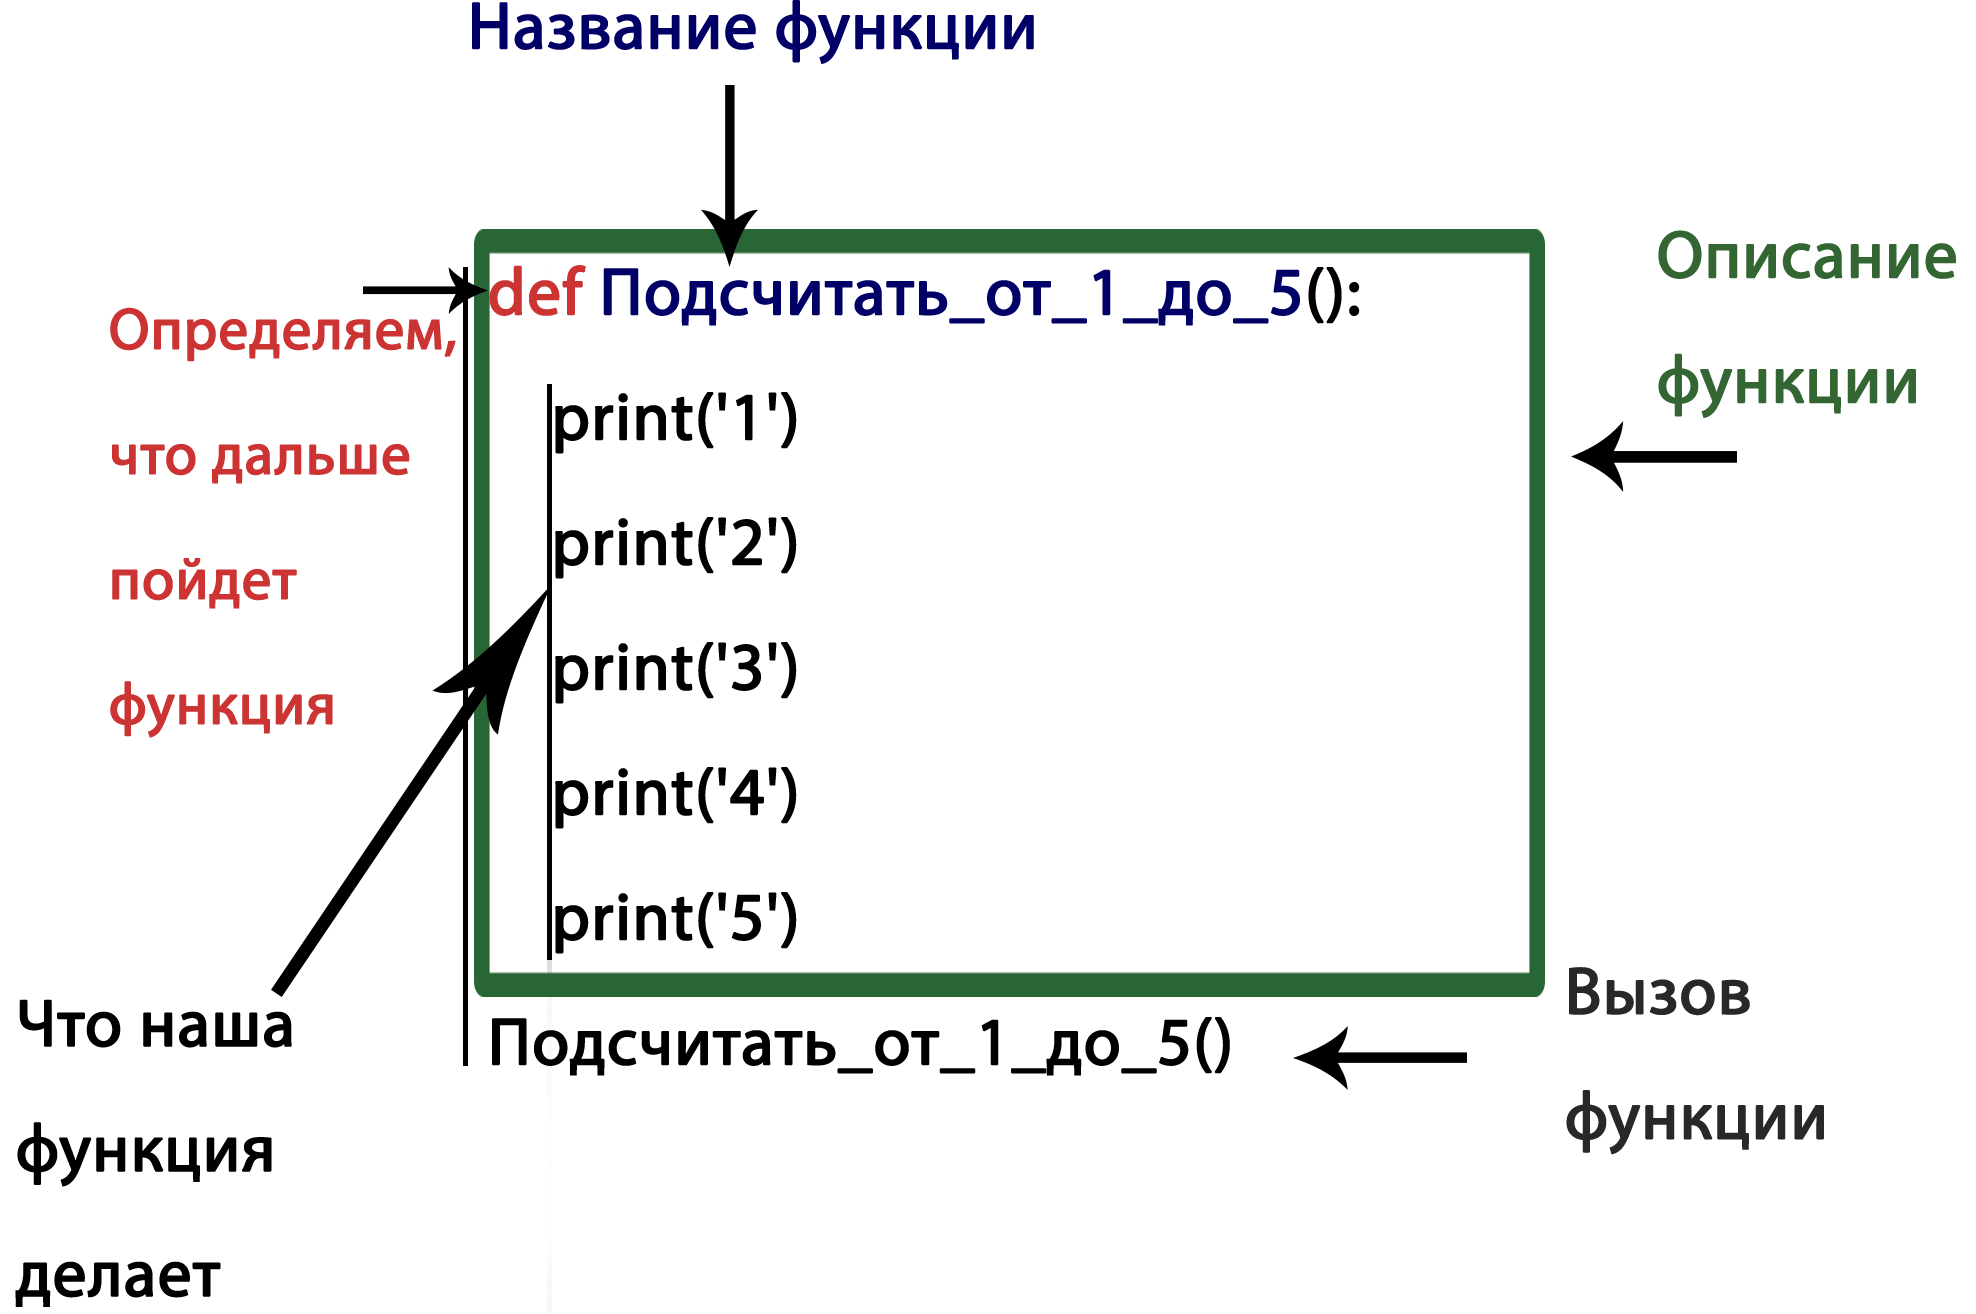 Название функции
def Подсчитать_от_1_до_5():
print('1')
print('2')
print('3')
print('4')
print('5')
Подсчитать_от_1_до_5()
Определяем,
что дальше
пойдет
функция
Что наша
функция
делает
Описание
функции
Вызов
функции